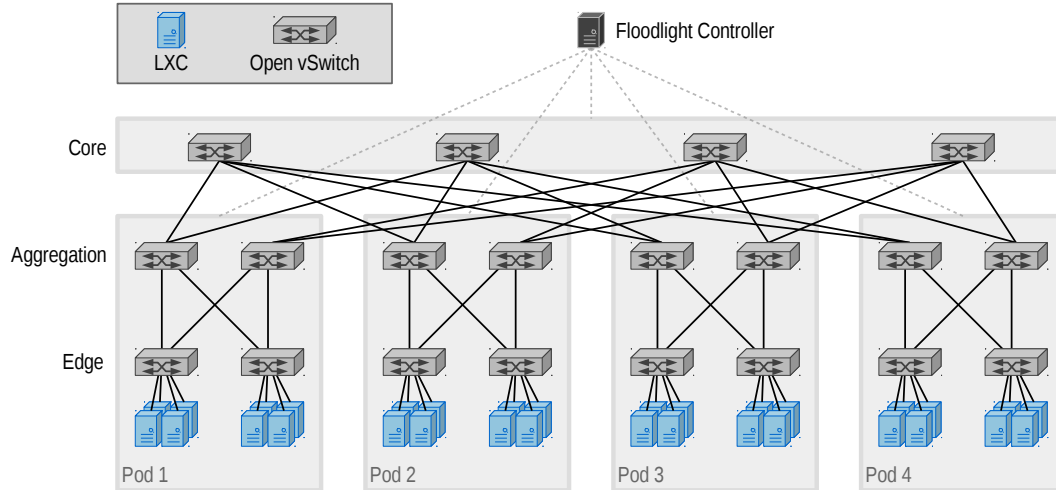 Floodlight Controller
LXC
Open vSwitch
Core
Aggregation
Edge
Pod 1
Pod 2
Pod 3
Pod 4